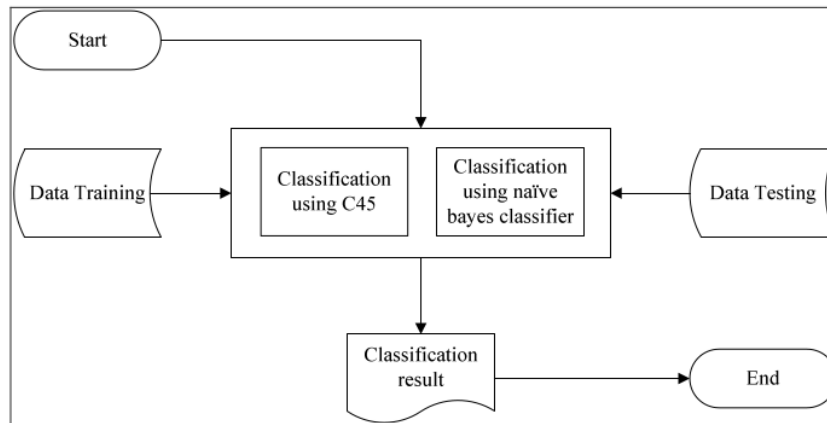 Start
Data Training
Classification
using C45
Classification
using naïve
bayes classifier
Data Testing
Classification
result
End